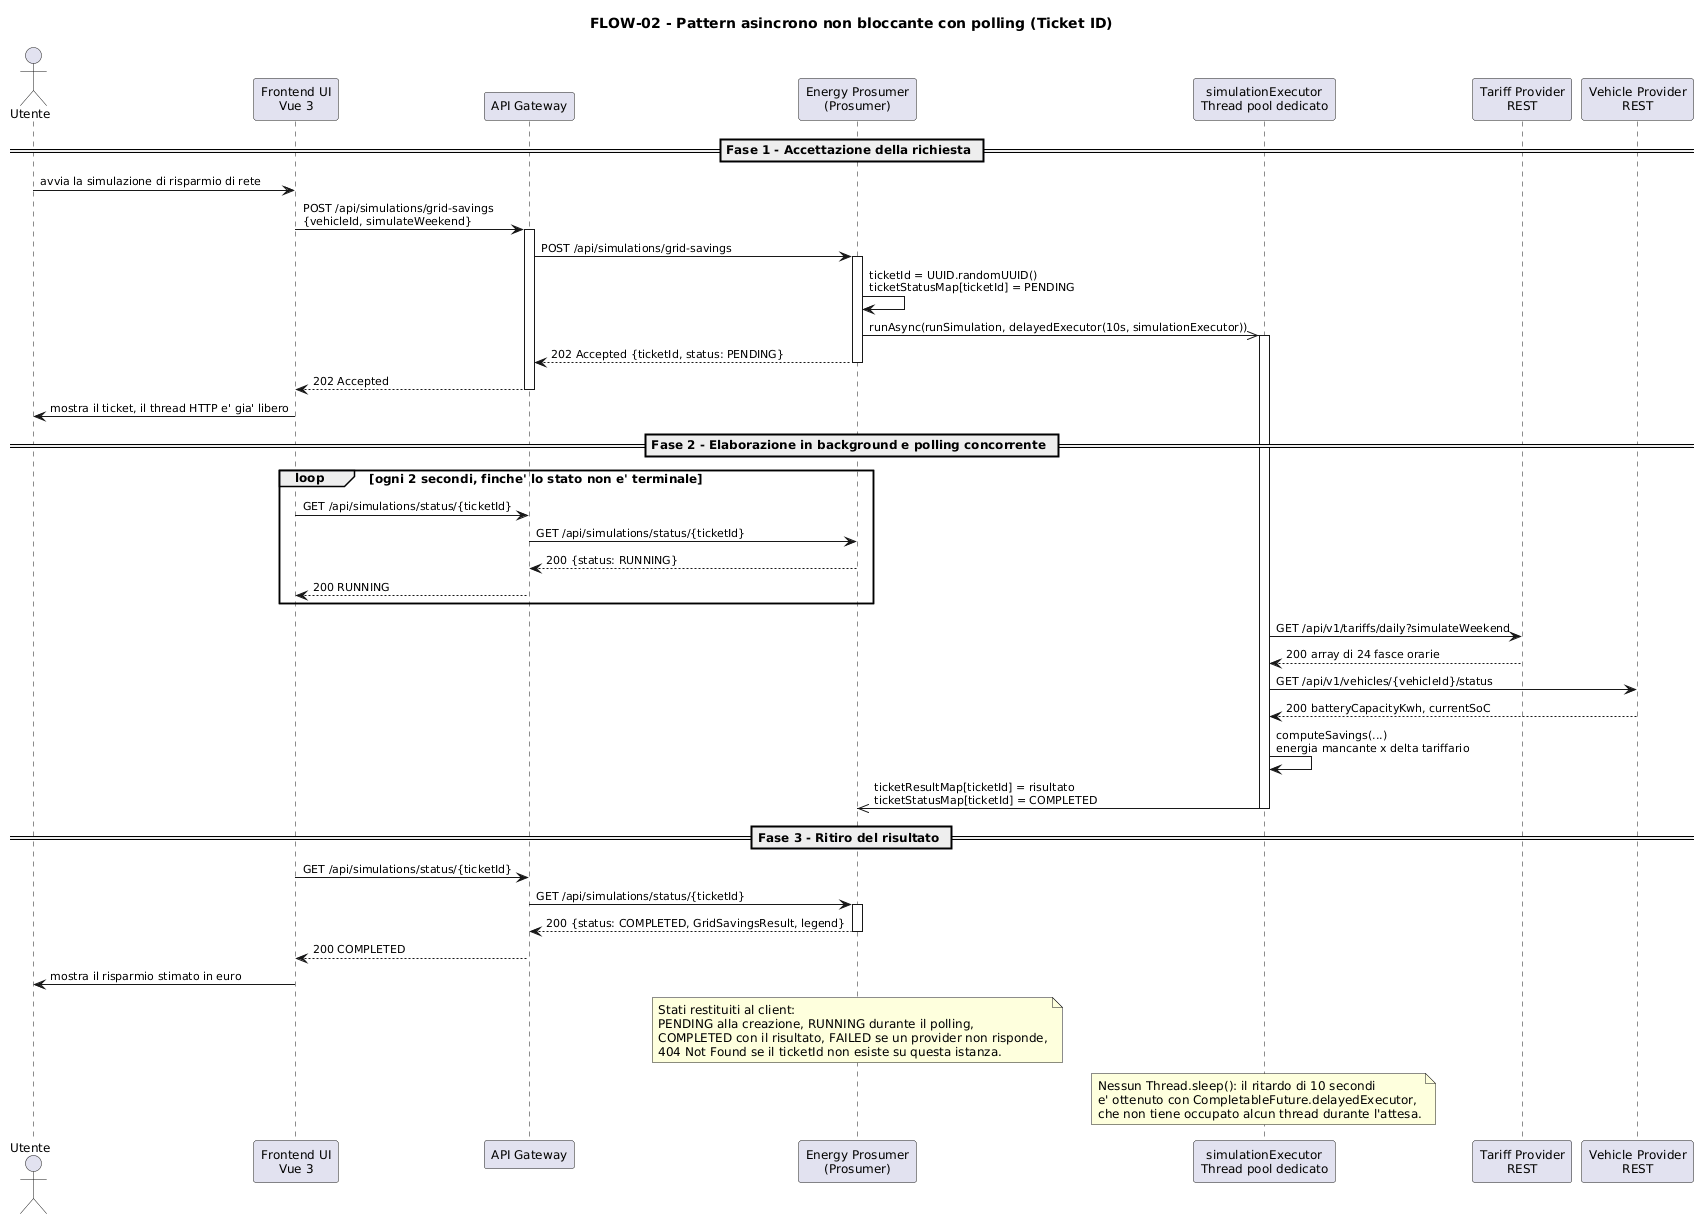 FLOW-02 - Pattern asincrono non bloccante con polling (Ticket ID)
Utente
Frontend UI
Vue 3
API Gateway
Energy Prosumer
(Prosumer)
simulationExecutor
Thread pool dedicato
Tariff Provider
REST
Vehicle Provider
REST
Fase 1 - Accettazione della richiesta
avvia la simulazione di risparmio di rete
POST /api/simulations/grid-savings
{vehicleId, simulateWeekend}
POST /api/simulations/grid-savings
ticketId = UUID.randomUUID()
ticketStatusMap[ticketId] = PENDING
runAsync(runSimulation, delayedExecutor(10s, simulationExecutor))
202 Accepted {ticketId, status: PENDING}
202 Accepted
mostra il ticket, il thread HTTP e' gia' libero
Fase 2 - Elaborazione in background e polling concorrente
loop
[ogni 2 secondi, finche' lo stato non e' terminale]
GET /api/simulations/status/{ticketId}
GET /api/simulations/status/{ticketId}
200 {status: RUNNING}
200 RUNNING
GET /api/v1/tariffs/daily?simulateWeekend
200 array di 24 fasce orarie
GET /api/v1/vehicles/{vehicleId}/status
200 batteryCapacityKwh, currentSoC
computeSavings(...)
energia mancante x delta tariffario
ticketResultMap[ticketId] = risultato
ticketStatusMap[ticketId] = COMPLETED
Fase 3 - Ritiro del risultato
GET /api/simulations/status/{ticketId}
GET /api/simulations/status/{ticketId}
200 {status: COMPLETED, GridSavingsResult, legend}
200 COMPLETED
mostra il risparmio stimato in euro
Stati restituiti al client:
PENDING alla creazione, RUNNING durante il polling,
COMPLETED con il risultato, FAILED se un provider non risponde,
404 Not Found se il ticketId non esiste su questa istanza.
Nessun Thread.sleep(): il ritardo di 10 secondi
e' ottenuto con CompletableFuture.delayedExecutor,
che non tiene occupato alcun thread durante l'attesa.
Utente
Frontend UI
Vue 3
API Gateway
Energy Prosumer
(Prosumer)
simulationExecutor
Thread pool dedicato
Tariff Provider
REST
Vehicle Provider
REST